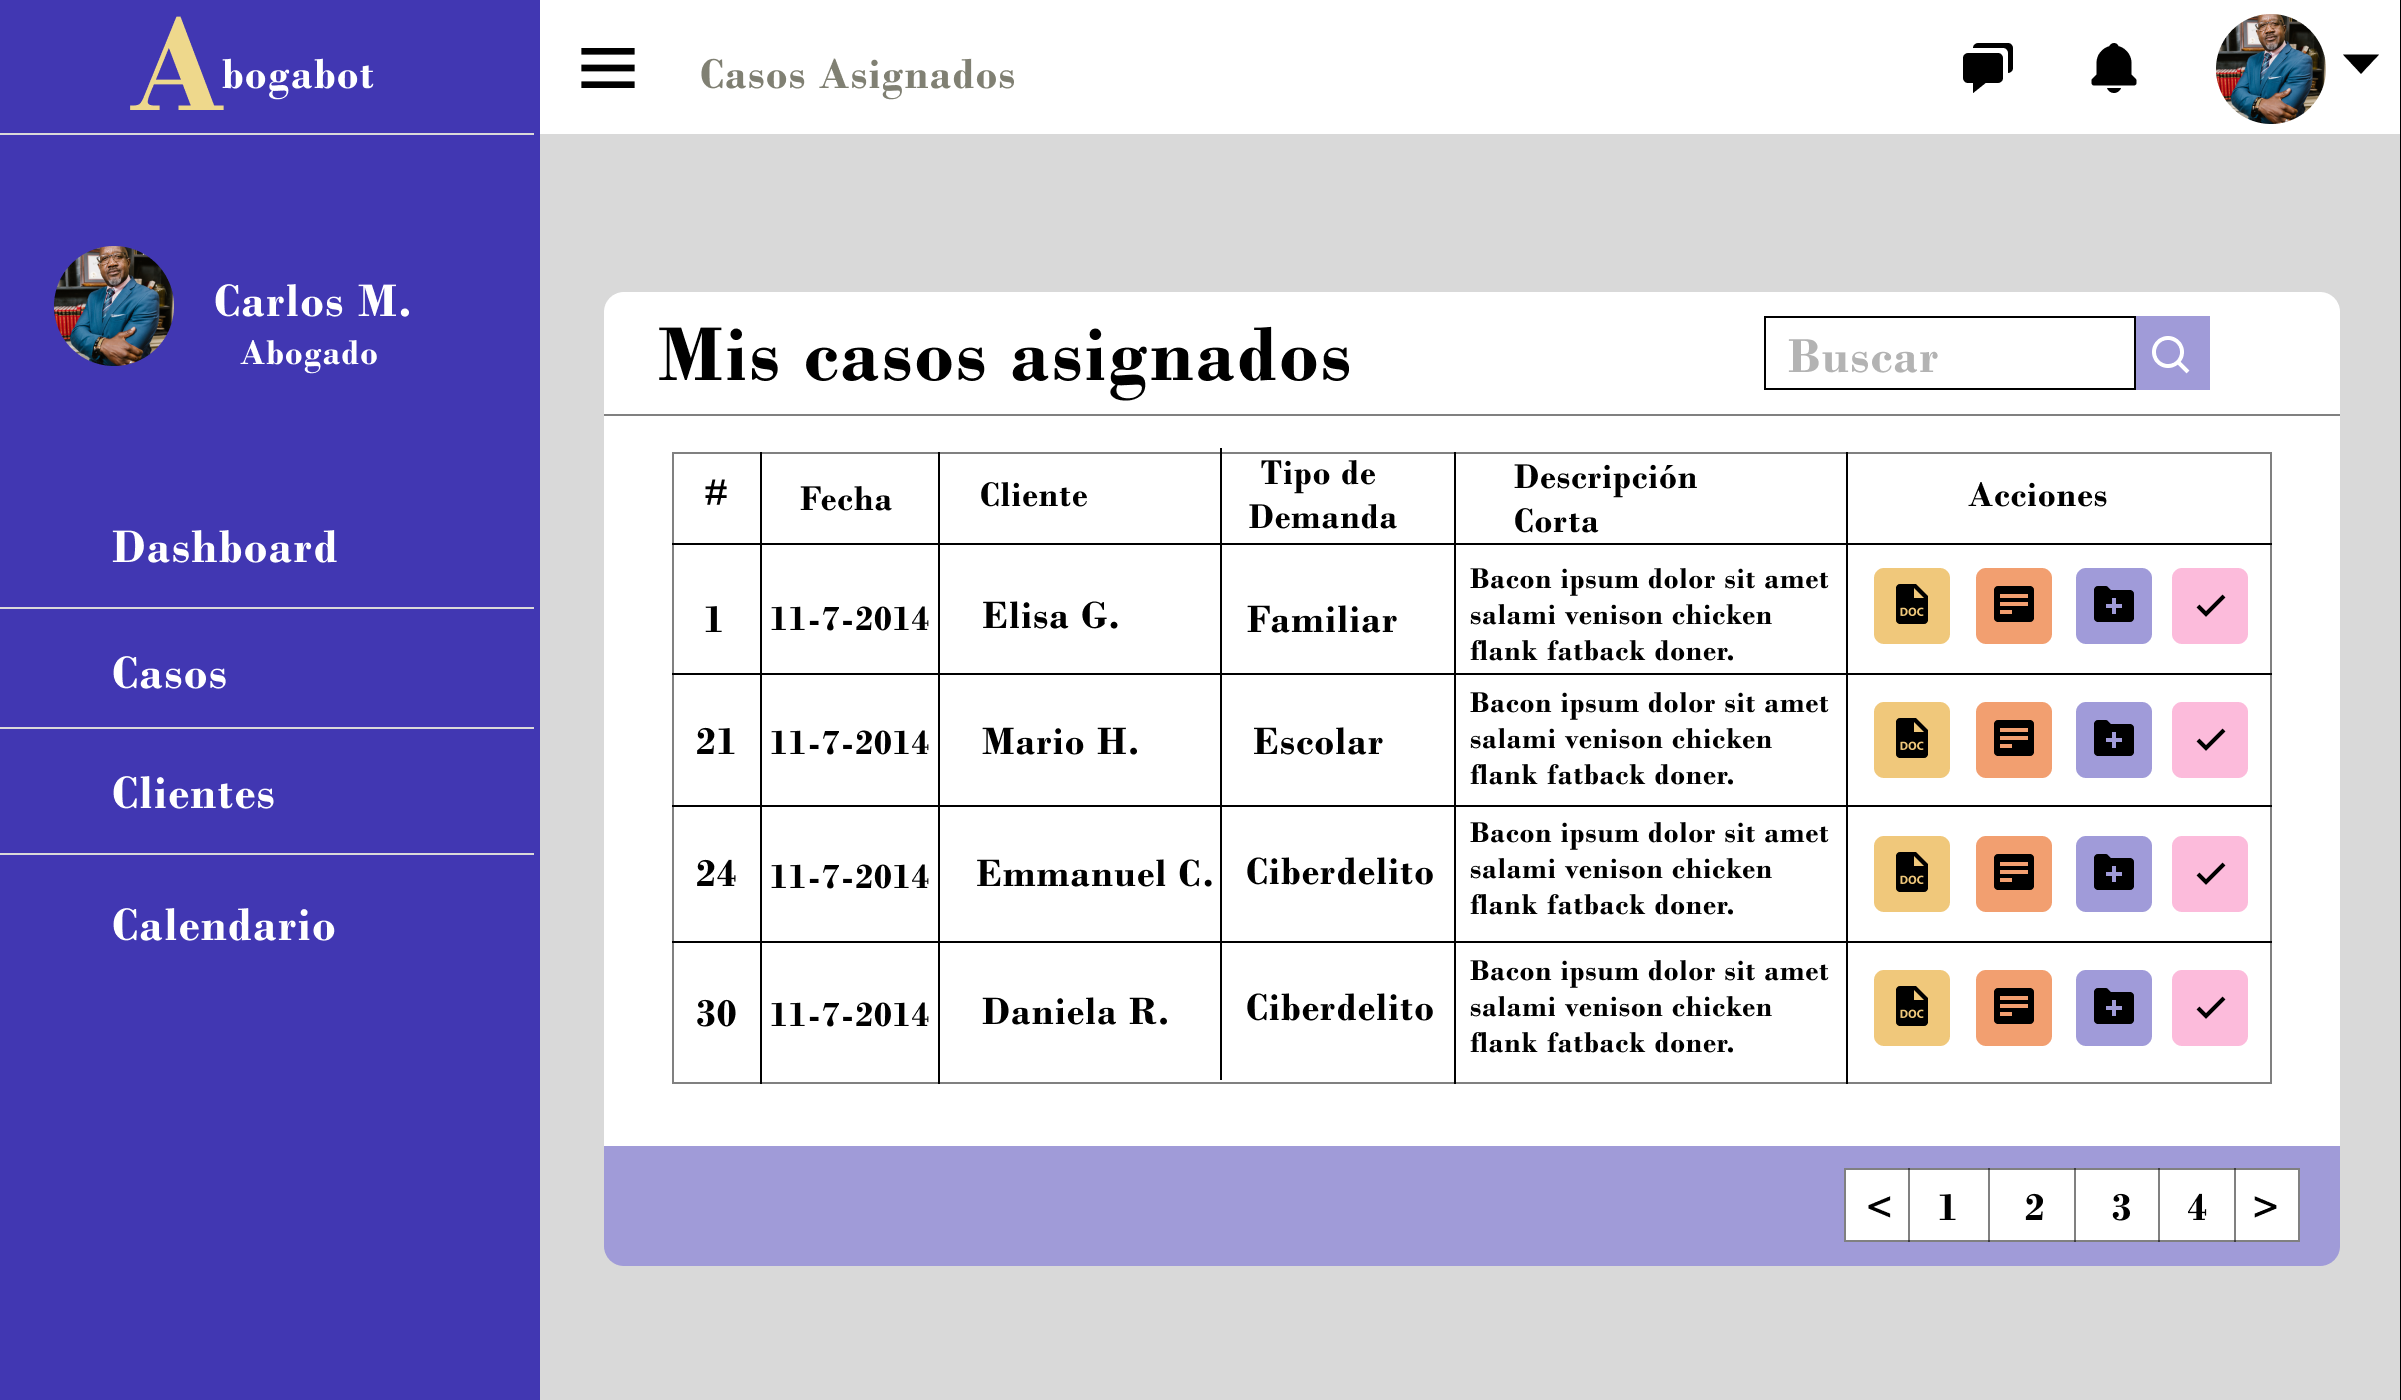 Abogabot
Casos Asignados
Carlos M.
Abogado
Dashboard
Casos
Clientes
Calendario
Mis casos asignados
Buscar
# Fecha Cliente Tipo de Demanda Descripción Corta Acciones
1 11-7-2014 Elisa G. Familiar
Bacon ipsum dolor sit amet
salami venison chicken
flank fatback doner.
DOC
21 11-7-2014 Mario H. Escolar
Bacon ipsum dolor sit amet
salami venison chicken
flank fatback doner.
DOC
24 11-7-2014 Emmanuel C. Ciberdelito
Bacon ipsum dolor sit amet
salami venison chicken
flank fatback doner.
DOC
30 11-7-2014 Daniela R. Ciberdelito
Bacon ipsum dolor sit amet
salami venison chicken
flank fatback doner.
DOC
< 1 2 3 4 >